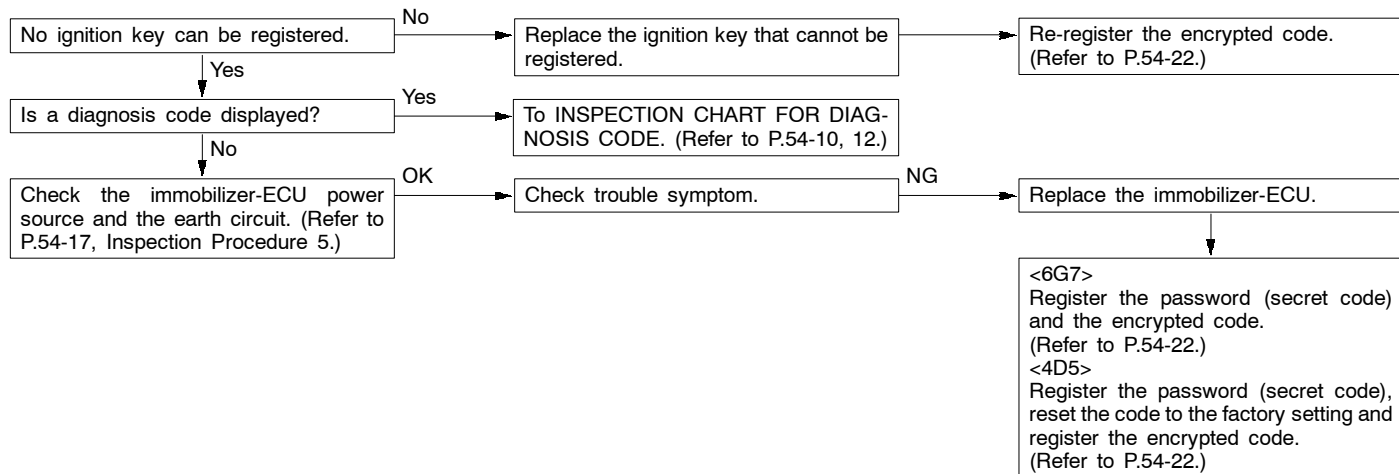 No ignition key can be registered.
No
Replace the ignition key that cannot be
registered.
Re-register the encrypted code.
(Refer to P.54-22.)
Yes
Is a diagnosis code displayed?
Yes
To INSPECTION CHART FOR DIAG-
NOSIS CODE. (Refer to P.54-10, 12.)
No
Check the immobilizer-ECU power
source and the earth circuit. (Refer to
P.54-17, Inspection Procedure 5.)
OK
Check trouble symptom.
NG
Replace the immobilizer-ECU.
<6G7>
Register the password (secret code)
and the encrypted code.
(Refer to P.54-22.)
<4D5>
Register the password (secret code),
reset the code to the factory setting and
register the encrypted code.
(Refer to P.54-22.)